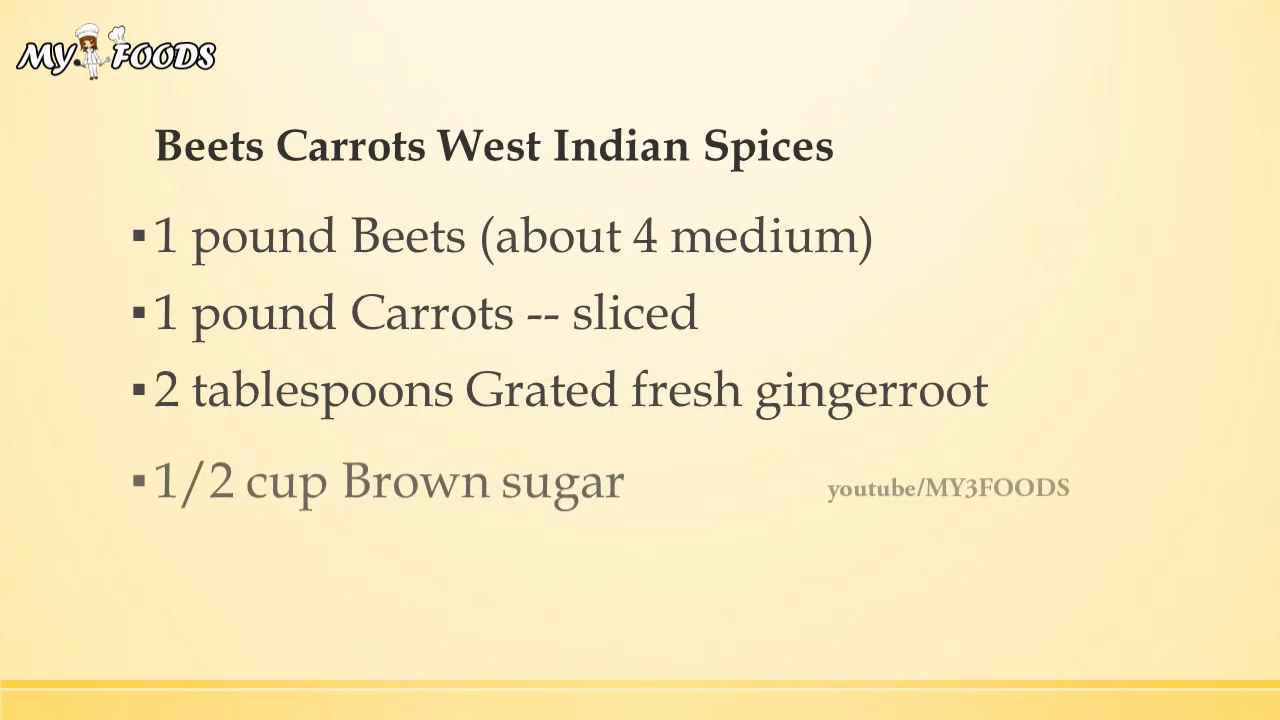 MY FOODS
Beets Carrots West Indian Spices
▪1 pound Beets (about 4 medium)
▪1 pound Carrots -- sliced
▪2 tablespoons Grated fresh gingerroot
▪1/2 cup Brown sugar
youtube/MY3FOODS